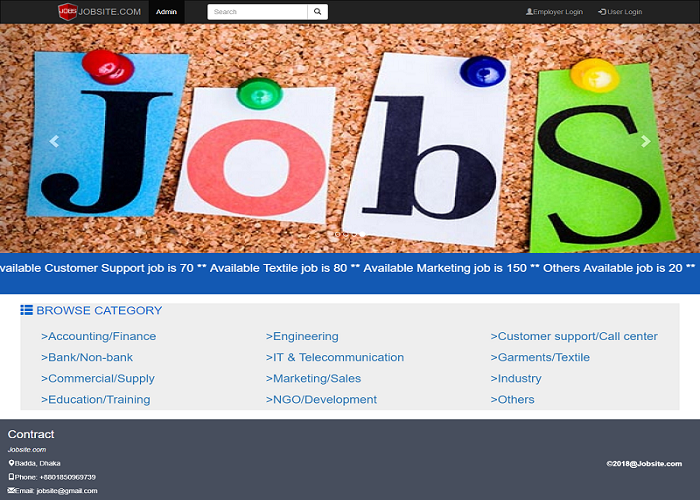 JOBS JOBSITE.COM Admin Search Employer Login User Login
JobS
vailable Customer Support job is 70 ** Available Textile job is 80 ** Available Marketing job is 150 ** Others Available job is 20 **
BROWSE CATEGORY
>Accounting/Finance >Engineering >Customer support/Call center
>Bank/Non-bank >IT & Telecommunication >Garments/Textile
>Commercial/Supply >Marketing/Sales >Industry
>Education/Training >NGO/Development >Others
Contract
Jobsite.com
Badda, Dhaka ©2018@Jobsite.com
Phone: +8801850969739
Email: jobsite@gmail.com